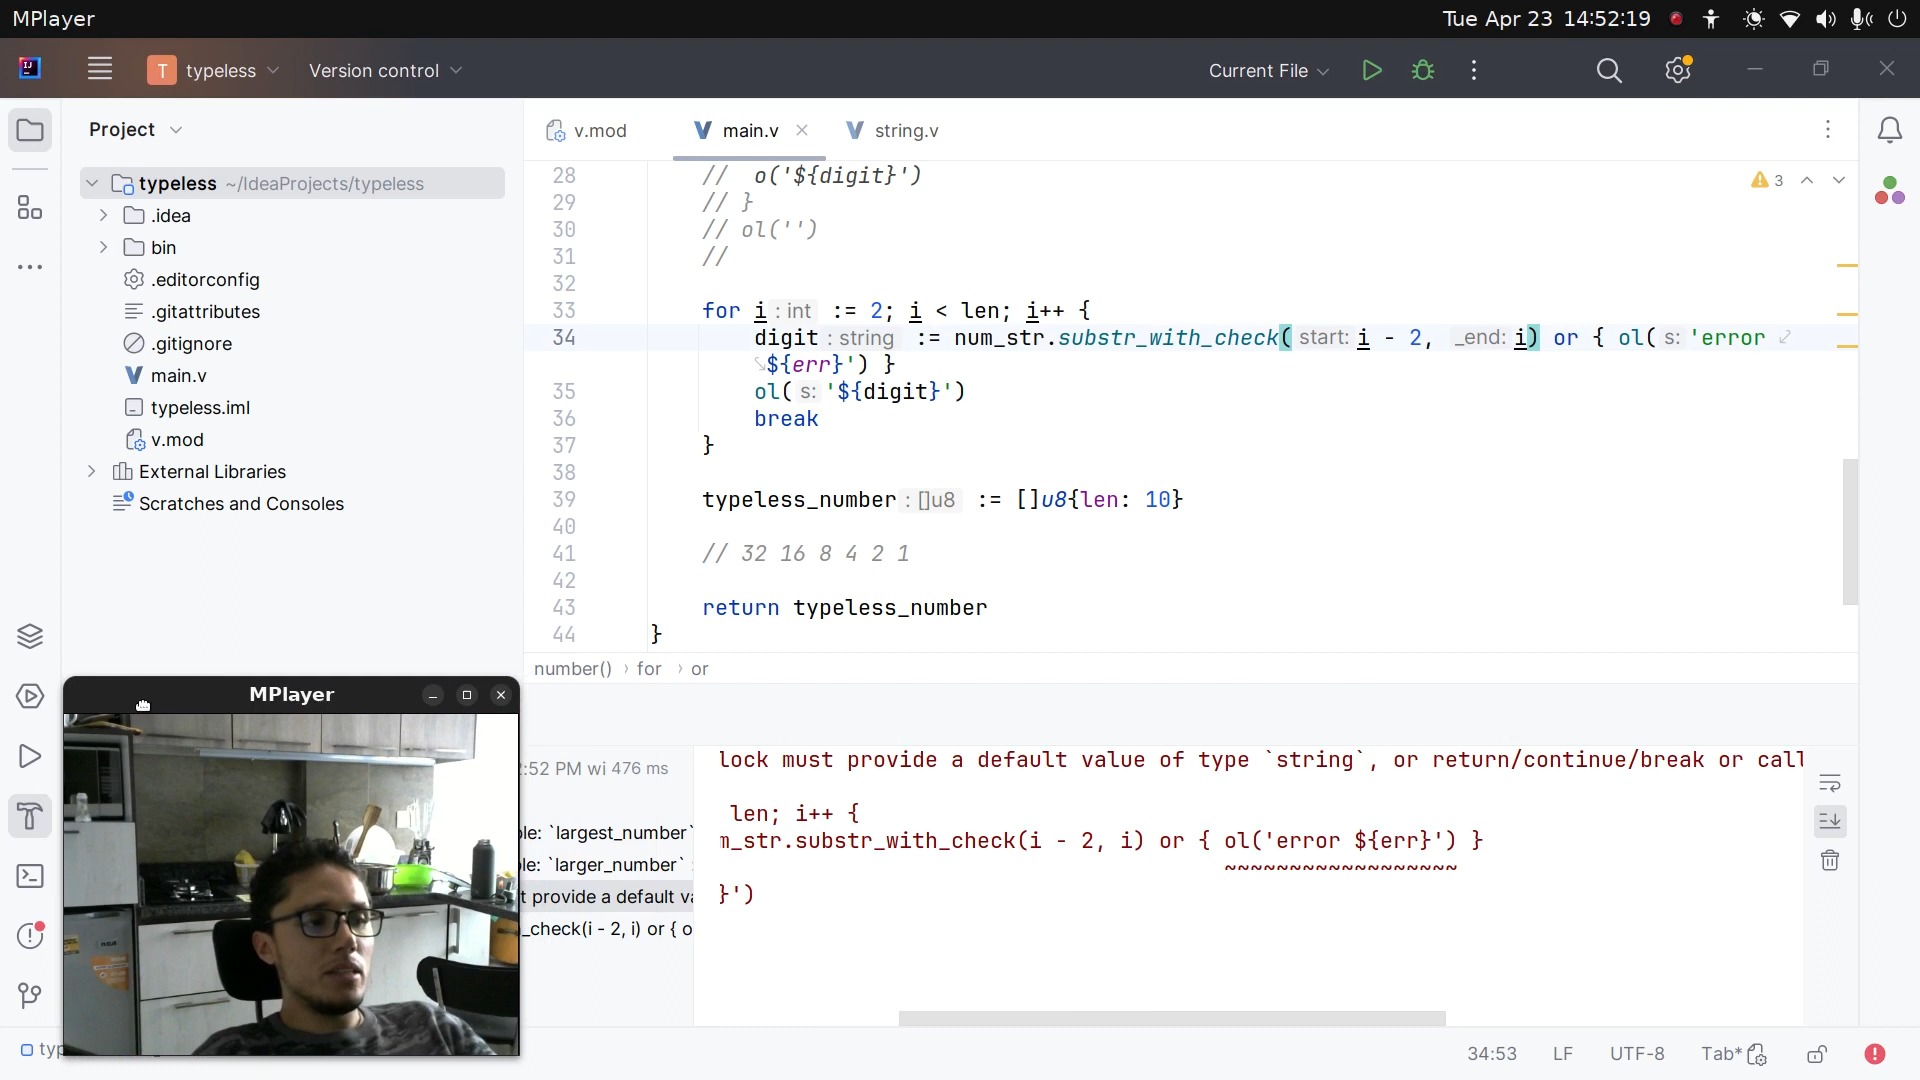 MPlayer
Tue Apr 23 14:52:19
T typeless
Version control
Current File
Project
typeless ~/IdeaProjects/typeless
.idea
bin
.editorconfig
.gitattributes
.gitignore
main.v
typeless.iml
v.mod
External Libraries
Scratches and Consoles
v.mod
main.v
string.v
3
28 // o('${digit}')
29 // }
30 // ol('')
31 //
32
33 for i : int := 2; i < len; i++ {
34 digit : string := num_str.substr_with_check( start: i - 2, _end: i) or { ol( s: 'error
${err}') }
35 ol( s: '${digit}')
36 break
37 }
38
39 typeless_number : []u8 := []u8{len: 10}
40
41 // 32 16 8 4 2 1
42
43 return typeless_number
44 }
number() › for › or
MPlayer
:52 PM wi 476 ms
le: `largest_number`
le: `larger_number` :
t provide a default va
_check(i - 2, i) or { o
lock must provide a default value of type `string`, or return/continue/break or call
len; i++ {
m_str.substr_with_check(i - 2, i) or { ol('error ${err}') }
~~~~~~~~~~~~~~~~~~
}')
typ
34:53
LF
UTF-8
Tab*